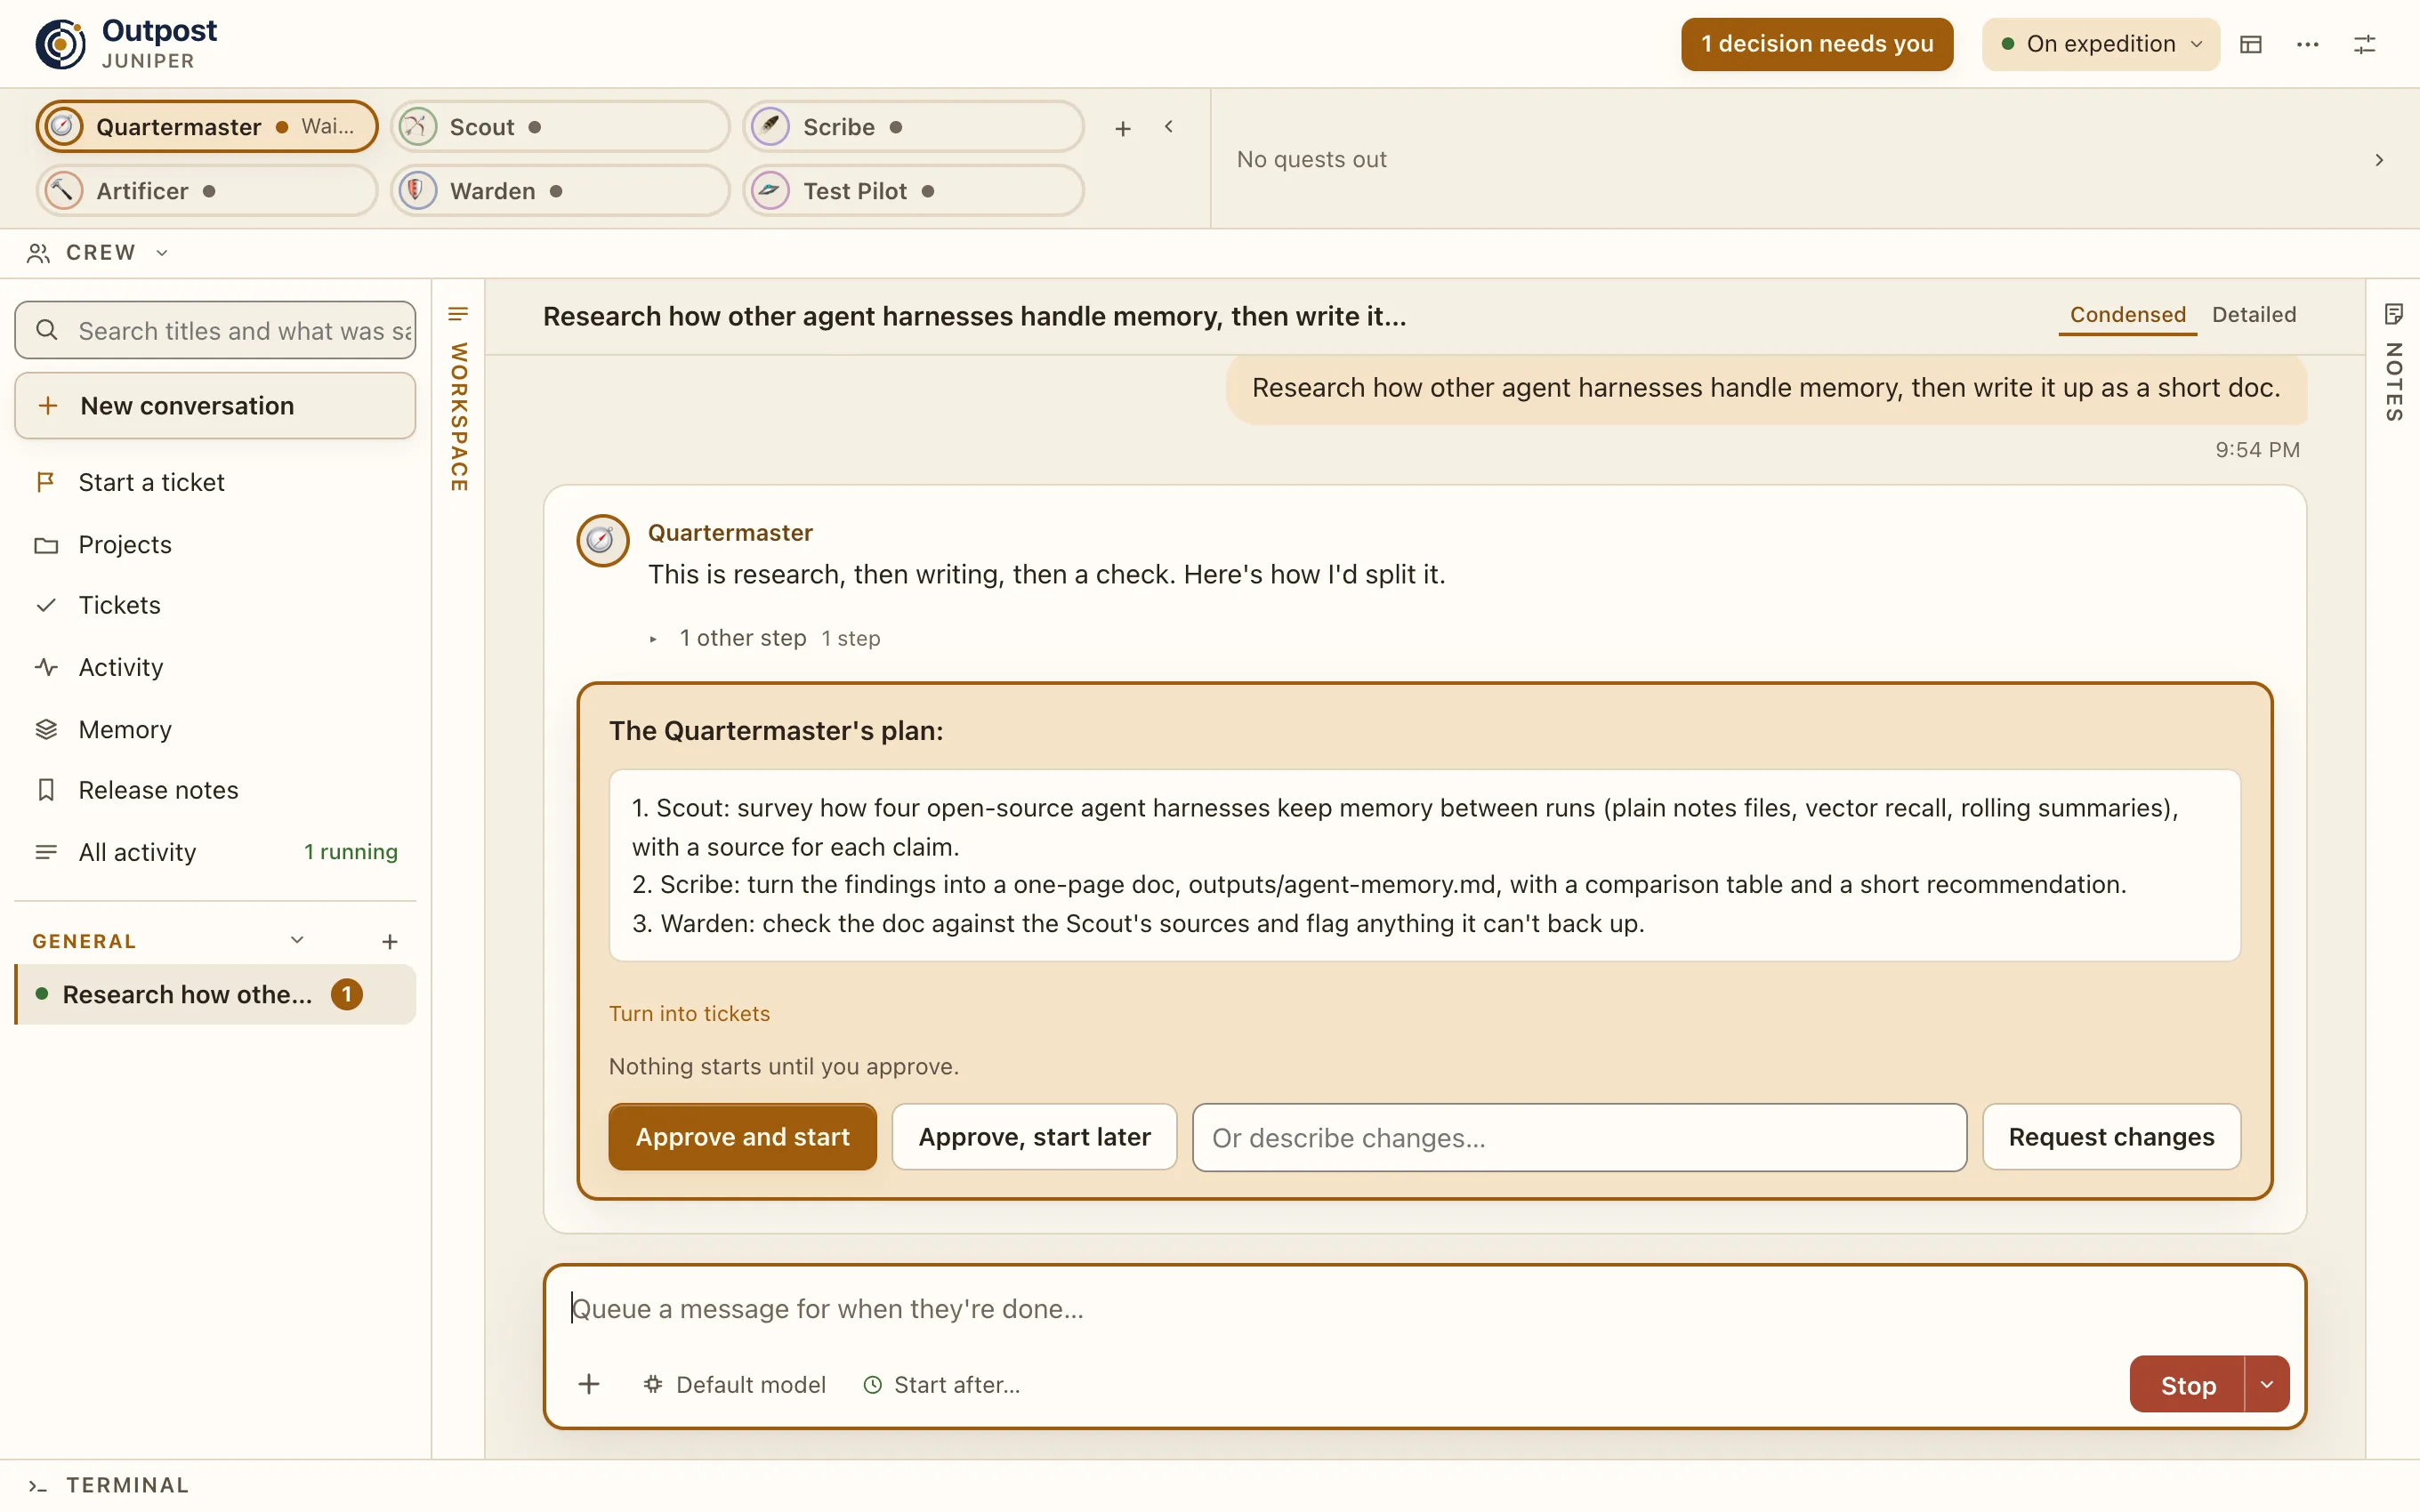 Outpost
JUNIPER
1 decision needs you
On expedition
Quartermaster Wai...
Scout
Scribe
Artificer
Warden
Test Pilot
No quests out
CREW
Search titles and what was sa
New conversation
Start a ticket
Projects
Tickets
Activity
Memory
Release notes
All activity 1 running
GENERAL
Research how othe... 1
WORKSPACE
Research how other agent harnesses handle memory, then write it...
Condensed Detailed
Research how other agent harnesses handle memory, then write it up as a short doc.
9:54 PM
Quartermaster
This is research, then writing, then a check. Here's how I'd split it.
1 other step 1 step
The Quartermaster's plan:
1. Scout: survey how four open-source agent harnesses keep memory between runs (plain notes files, vector recall, rolling summaries),
with a source for each claim.
2. Scribe: turn the findings into a one-page doc, outputs/agent-memory.md, with a comparison table and a short recommendation.
3. Warden: check the doc against the Scout's sources and flag anything it can't back up.
Turn into tickets
Nothing starts until you approve.
Approve and start
Approve, start later
Or describe changes...
Request changes
Queue a message for when they're done...
Default model
Start after...
Stop
NOTES
TERMINAL